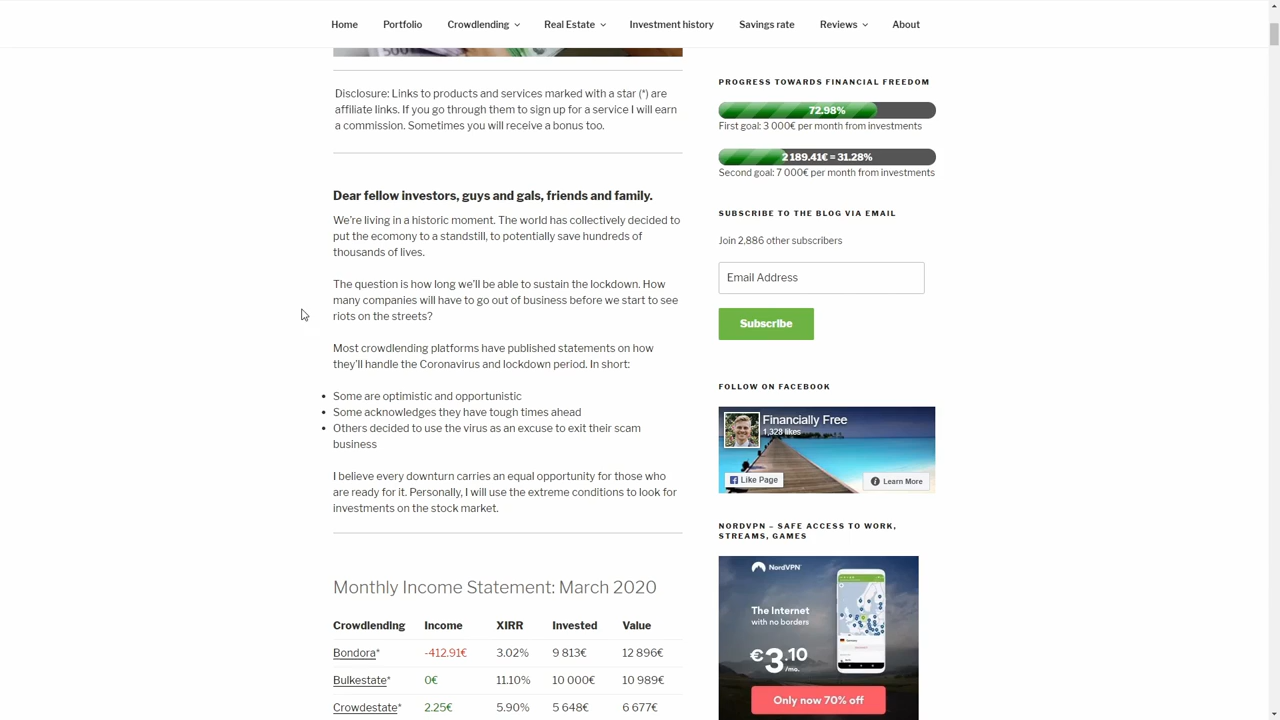 Home Portfolio Crowdlending Real Estate Investment history Savings rate Reviews About
Disclosure: Links to products and services marked with a star (*) are
affiliate links. If you go through them to sign up for a service I will earn
a commission. Sometimes you will receive a bonus too.
Dear fellow investors, guys and gals, friends and family.
We’re living in a historic moment. The world has collectively decided to
put the ecomony to a standstill, to potentially save hundreds of
thousands of lives.
The question is how long we’ll be able to sustain the lockdown. How
many companies will have to go out of business before we start to see
riots on the streets?
Most crowdlending platforms have published statements on how
they’ll handle the Coronavirus and lockdown period. In short:
Some are optimistic and opportunistic
Some acknowledges they have tough times ahead
Others decided to use the virus as an excuse to exit their scam
business
I believe every downturn carries an equal opportunity for those who
are ready for it. Personally, I will use the extreme conditions to look for
investments on the stock market.
Monthly Income Statement: March 2020
Crowdlending Income XIRR Invested Value
Bondora* -412.91€ 3.02% 9 813€ 12 896€
Bulkestate* 0€ 11.10% 10 000€ 10 989€
Crowdestate* 2.25€ 5.90% 5 648€ 6 677€
PROGRESS TOWARDS FINANCIAL FREEDOM
72.98%
First goal: 3 000€ per month from investments
2 189.41€ = 31.28%
Second goal: 7 000€ per month from investments
SUBSCRIBE TO THE BLOG VIA EMAIL
Join 2,886 other subscribers
Email Address
Subscribe
FOLLOW ON FACEBOOK
Financially Free
1,328 likes
Like Page Learn More
NORDVPN – SAFE ACCESS TO WORK,
STREAMS, GAMES
NordVPN
The Internet
with no borders
€3.10
/mo.
Only now 70% off